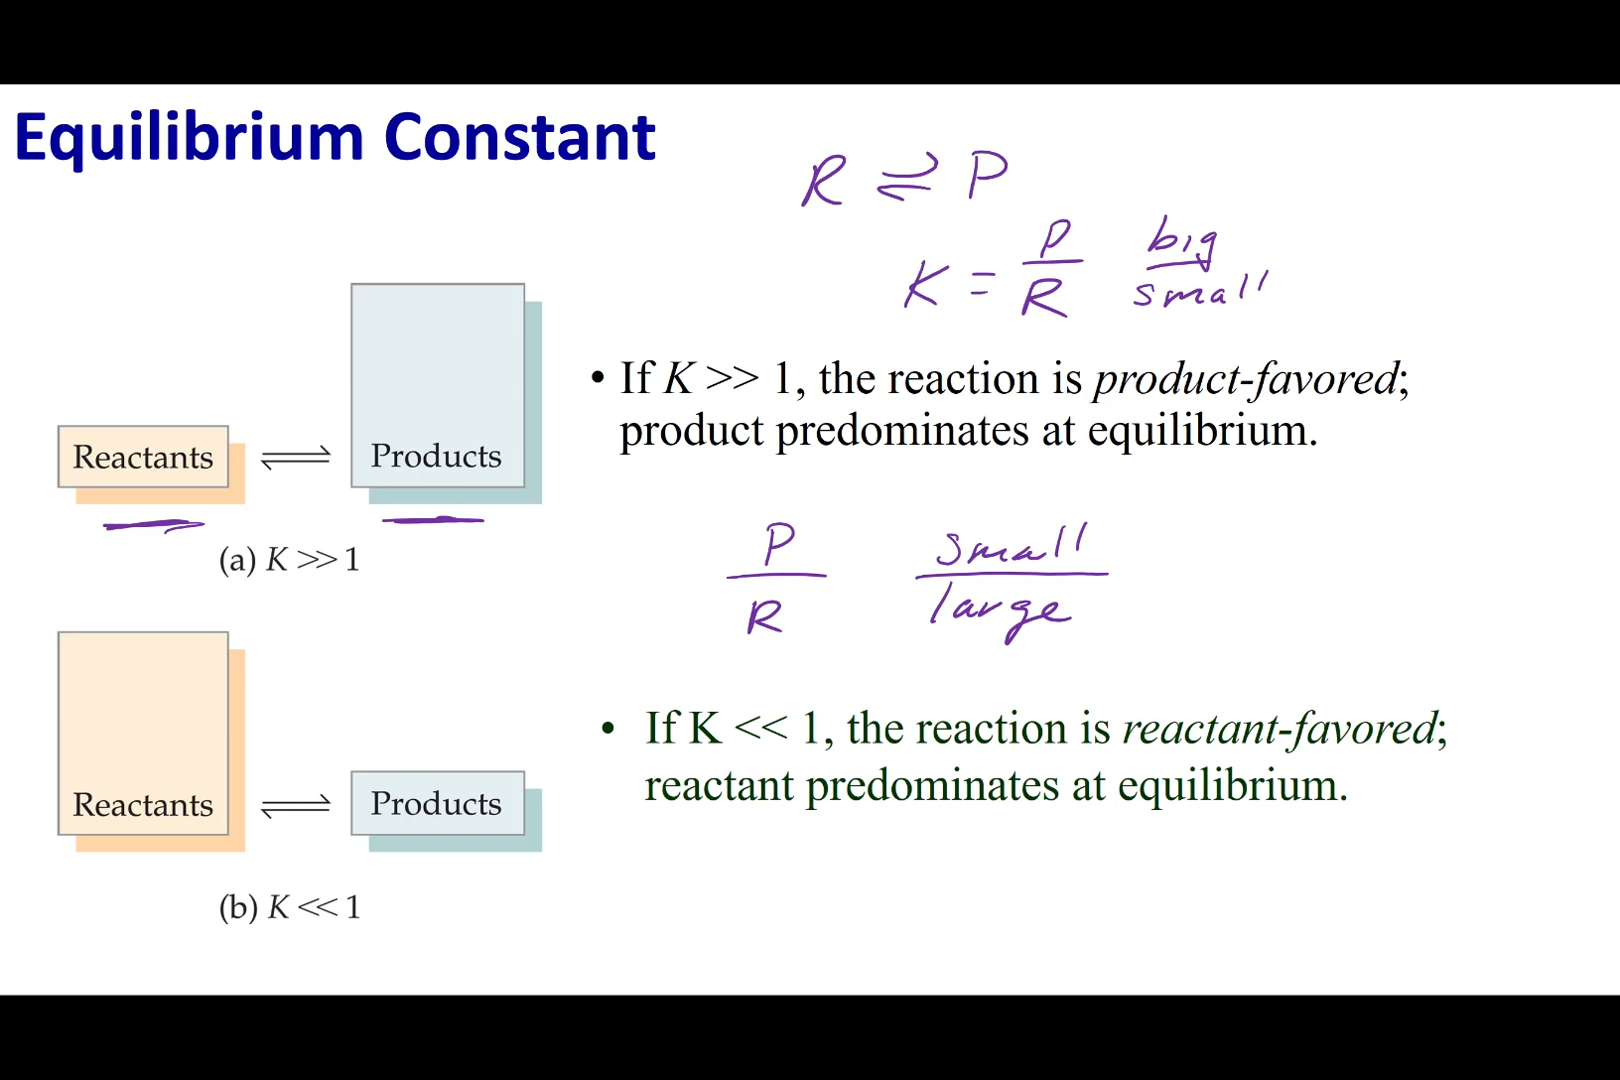 Equilibrium Constant
R ⇌ P
K = P/R big/small
Reactants ⇌ Products
(a) K >> 1
• If K >> 1, the reaction is product-favored;
product predominates at equilibrium.
P/R small/large
Reactants ⇌ Products
(b) K << 1
• If K << 1, the reaction is reactant-favored;
reactant predominates at equilibrium.